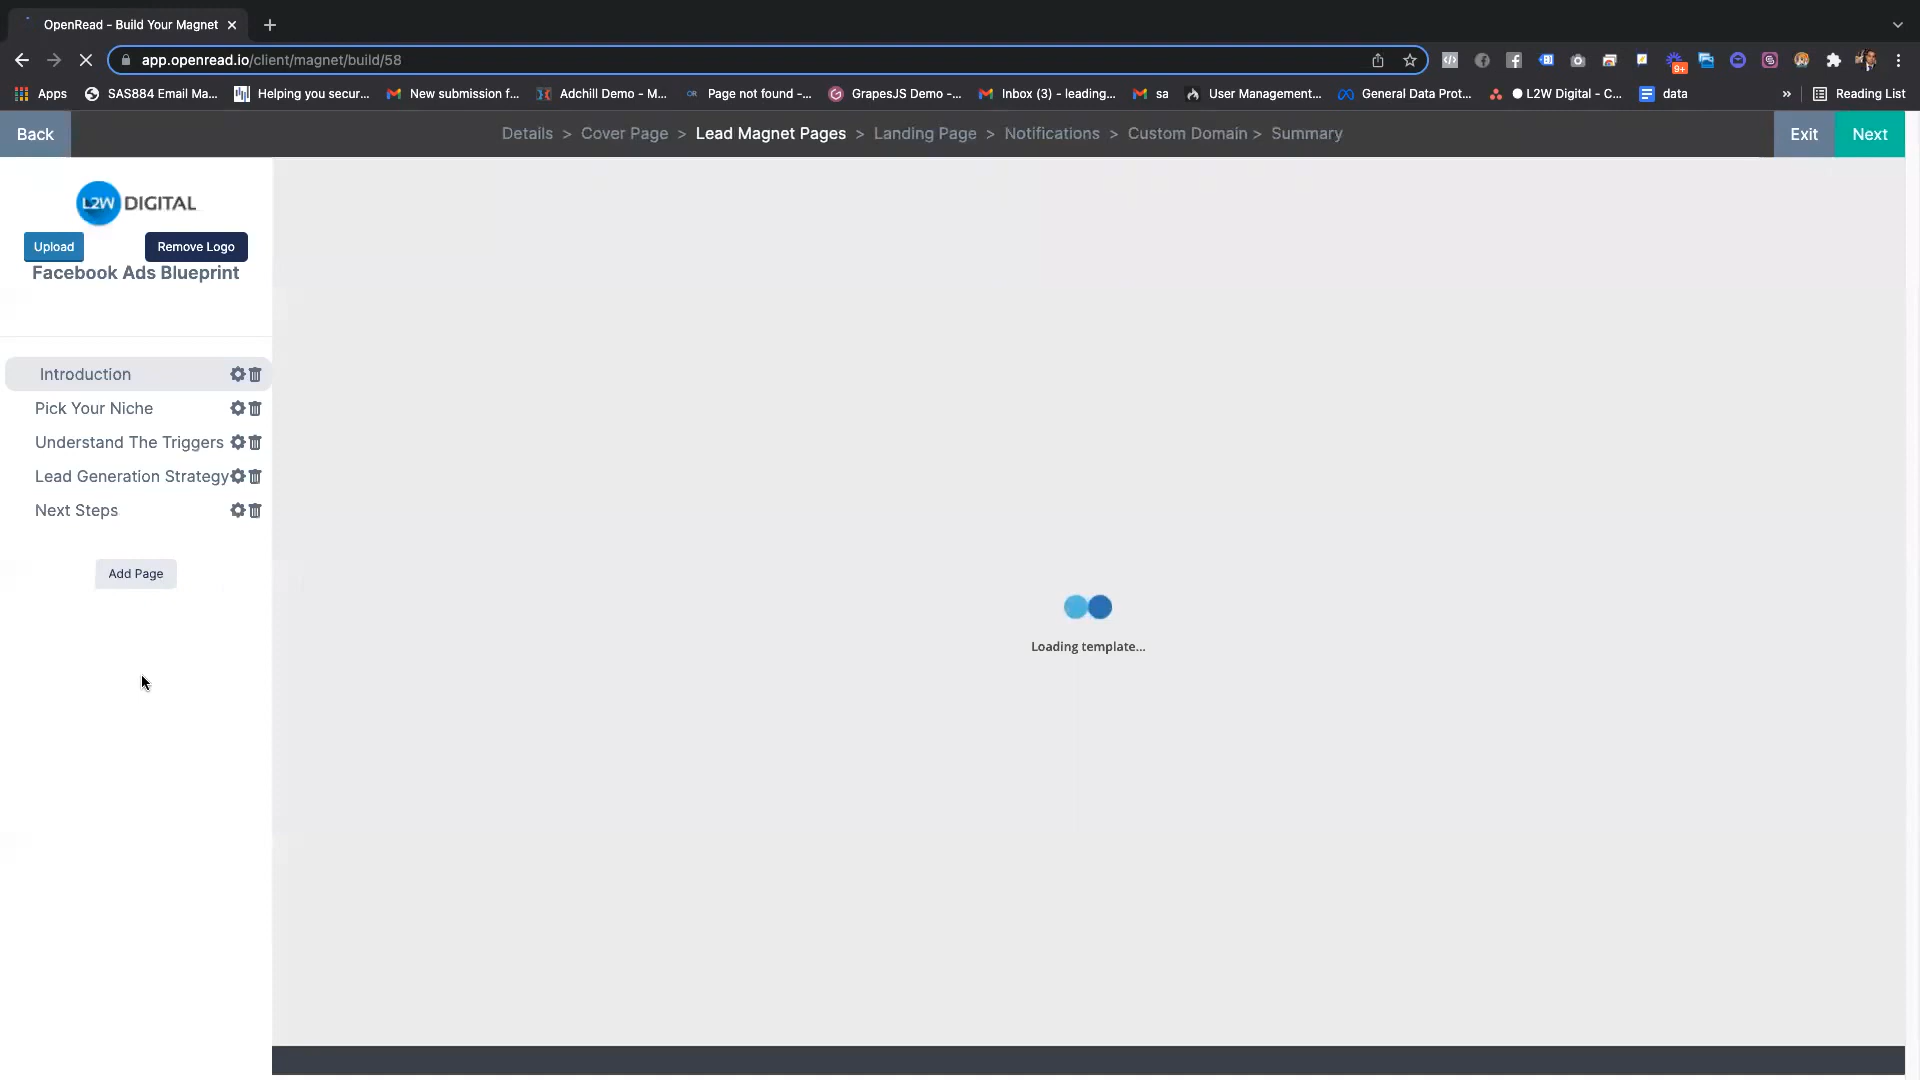 OpenRead - Build Your Magnet
app.openread.io/client/magnet/build/58
9+
Apps SAS884 Email Ma... Helping you secur... New submission f... Adchill Demo - M... Page not found -... GrapesJS Demo -... Inbox (3) - leading... sa User Management... General Data Prot... L2W Digital - C... data » Reading List
Back Details > Cover Page > Lead Magnet Pages > Landing Page > Notifications > Custom Domain > Summary Exit Next
L2W DIGITAL
Upload Remove Logo
Facebook Ads Blueprint
Introduction
Pick Your Niche
Understand The Triggers
Lead Generation Strategy
Next Steps
Add Page
Loading template...